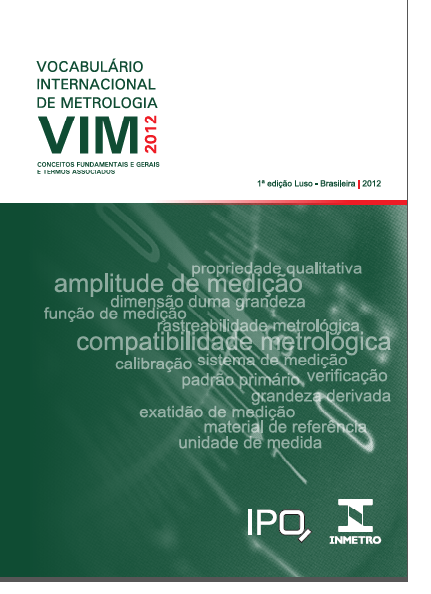 VOCABULÁRIO
INTERNACIONAL
DE METROLOGIA
VIM 2012
CONCEITOS FUNDAMENTAIS E GERAIS
E TERMOS ASSOCIADOS
1ª edição Luso - Brasileira | 2012
propriedade qualitativa
amplitude de medição
dimensão duma grandeza
função de medição
rastreabilidade metrológica
compatibilidade metrológica
calibração sistema de medição
padrão primário verificação
grandeza derivada
exatidão de medição
material de referência
unidade de medida
IPQ
INMETRO